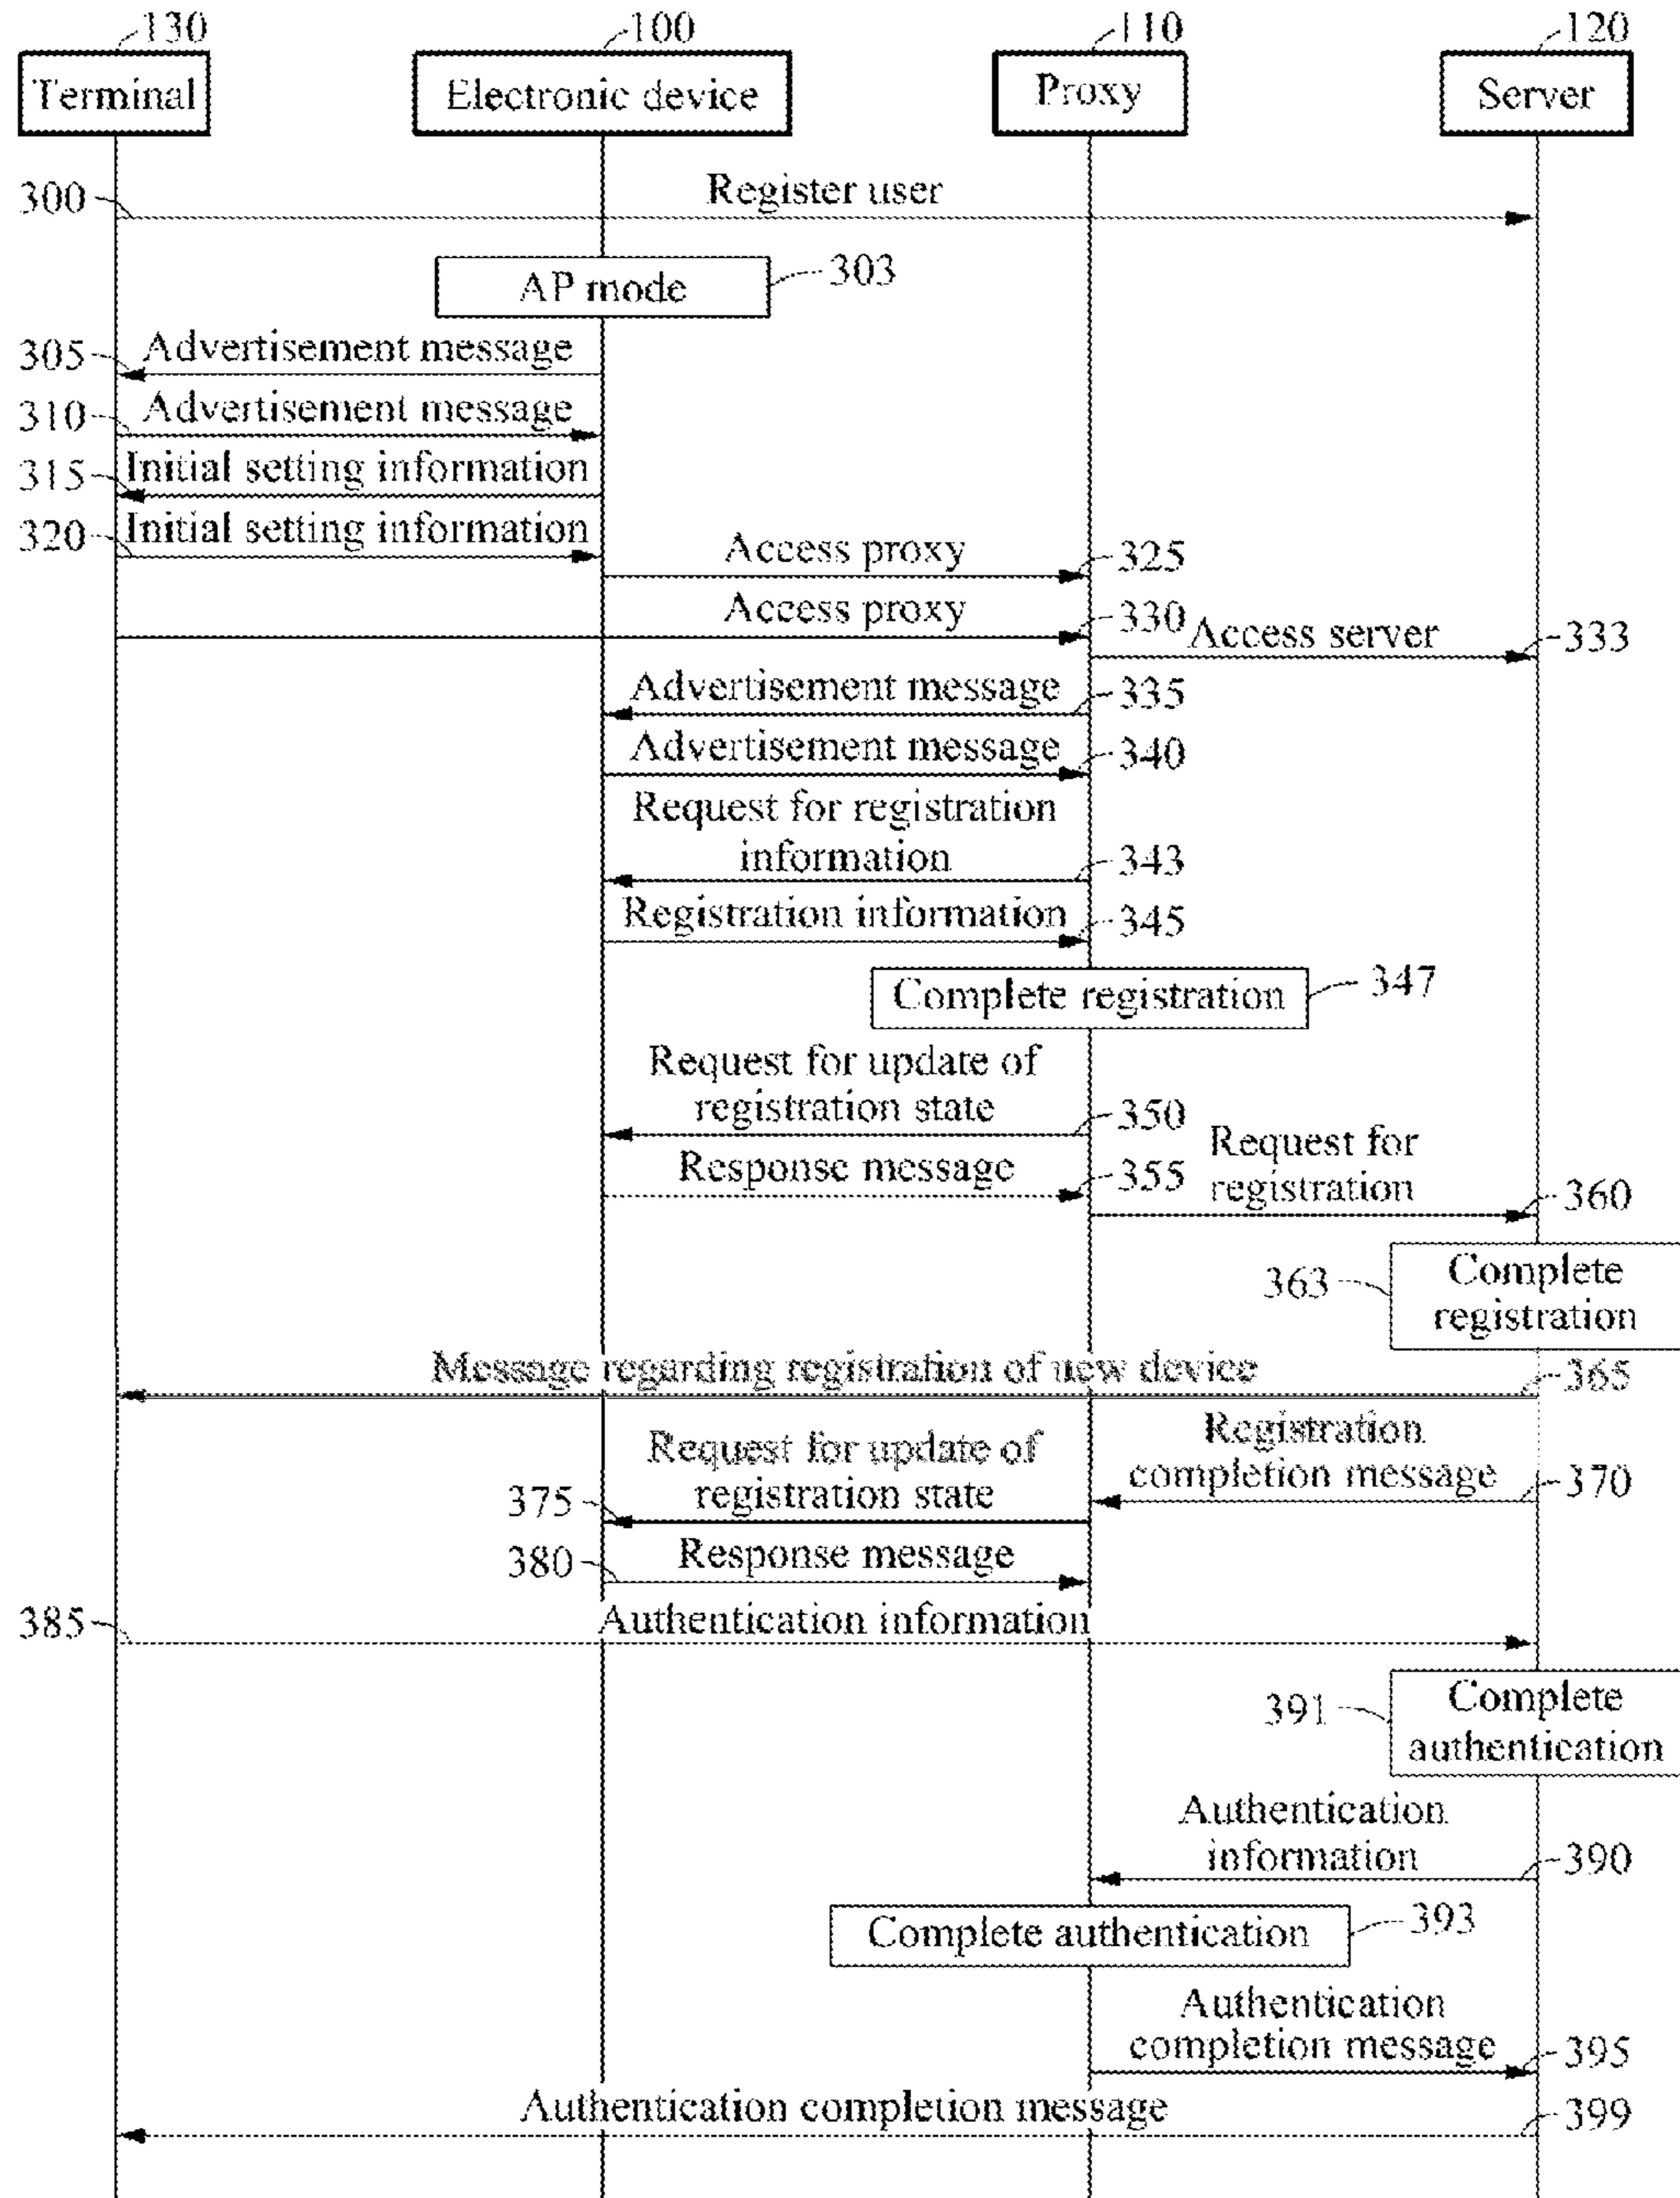 130
100
110
120
Terminal
Electronic device
Proxy
Server
300
Register user
AP mode
303
305
Advertisement message
310
Advertisement message
315
Initial setting information
320
Initial setting information
Access proxy
325
Access proxy
330
Access server
333
Advertisement message
335
Advertisement message
340
Request for registration
information
343
Registration information
345
Complete registration
347
Request for update of
registration state
350
Response message
355
Request for
registration
360
363
Complete
registration
Message regarding registration of new device
365
Request for update of
registration state
375
Registration
completion message
370
380
Response message
385
Authentication information
391
Complete
authentication
Authentication
information
390
Complete authentication
393
Authentication
completion message
395
Authentication completion message
399